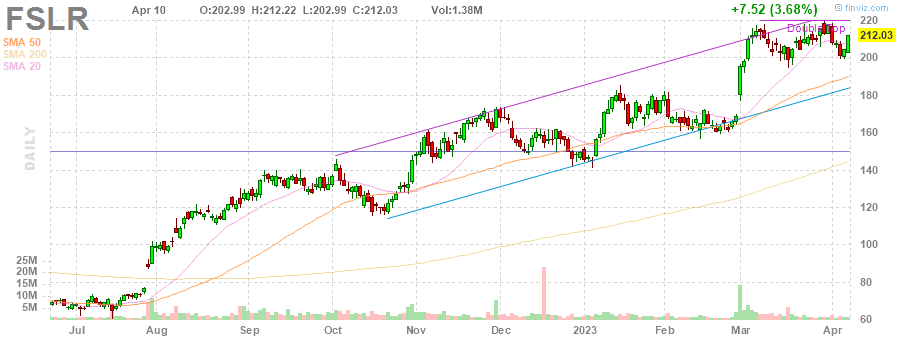 FSLR
Apr 10 O:202.99 H:212.22 L:202.99 C:212.03 Vol:1.38M +7.52 (3.68%)
© finviz.com
SMA 50
SMA 200
SMA 20
Double Top
DAILY
220
212.03
200
180
160
140
120
100
80
60
25M
20M
15M
10M
5M
Jul Aug Sep Oct Nov Dec 2023 Feb Mar Apr